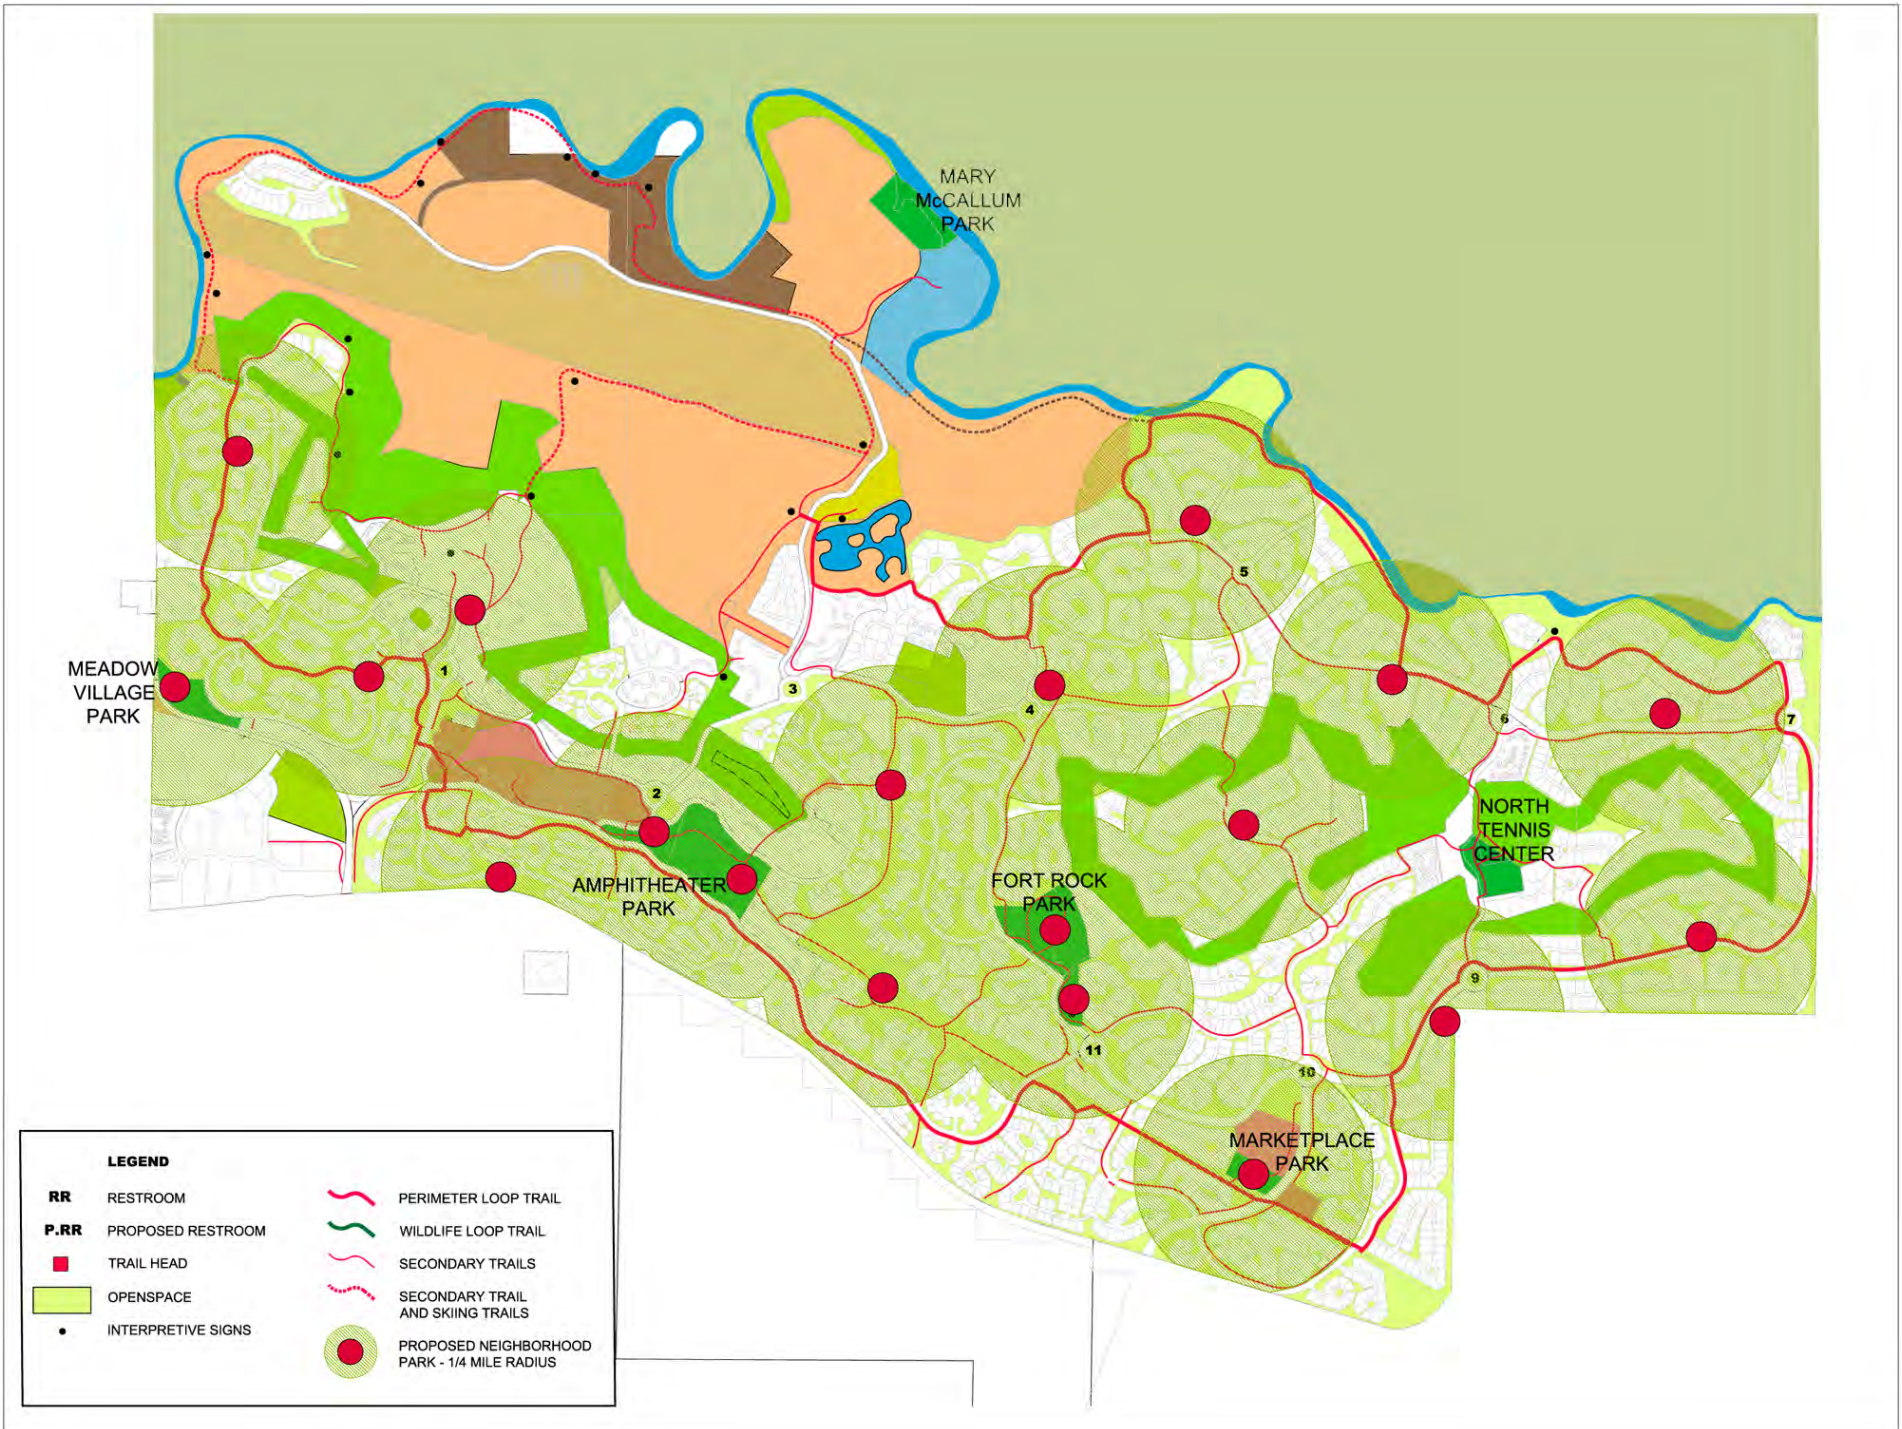 MARY
McCALLUM
PARK
5
MEADOW
VILLAGE
PARK
1
3
4
6
7
2
NORTH
TENNIS
CENTER
AMPHITHEATER
PARK
FORT ROCK
PARK
9
11
10
MARKETPLACE
PARK
LEGEND
RR RESTROOM
P.RR PROPOSED RESTROOM
TRAIL HEAD
OPENSPACE
INTERPRETIVE SIGNS
PERIMETER LOOP TRAIL
WILDLIFE LOOP TRAIL
SECONDARY TRAILS
SECONDARY TRAIL
AND SKIING TRAILS
PROPOSED NEIGHBORHOOD
PARK - 1/4 MILE RADIUS